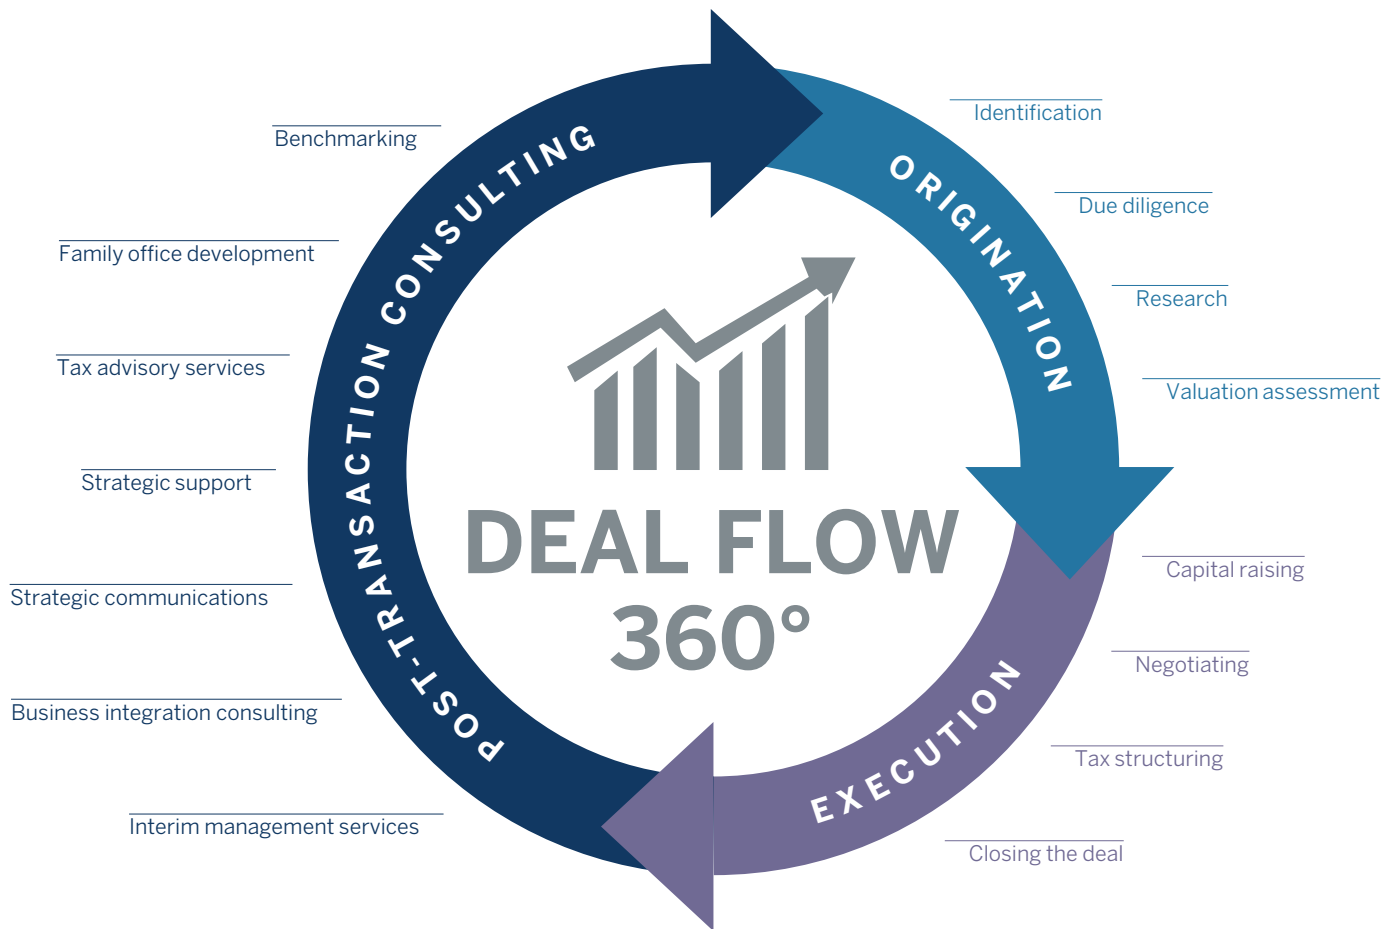 Benchmarking
Family office development
Tax advisory services
Strategic support
Strategic communications
Business integration consulting
Interim management services
POST-TRANSACTION CONSULTING
ORIGINATION
EXECUTION
DEAL FLOW
360°
Identification
Due diligence
Research
Valuation assessment
Capital raising
Negotiating
Tax structuring
Closing the deal